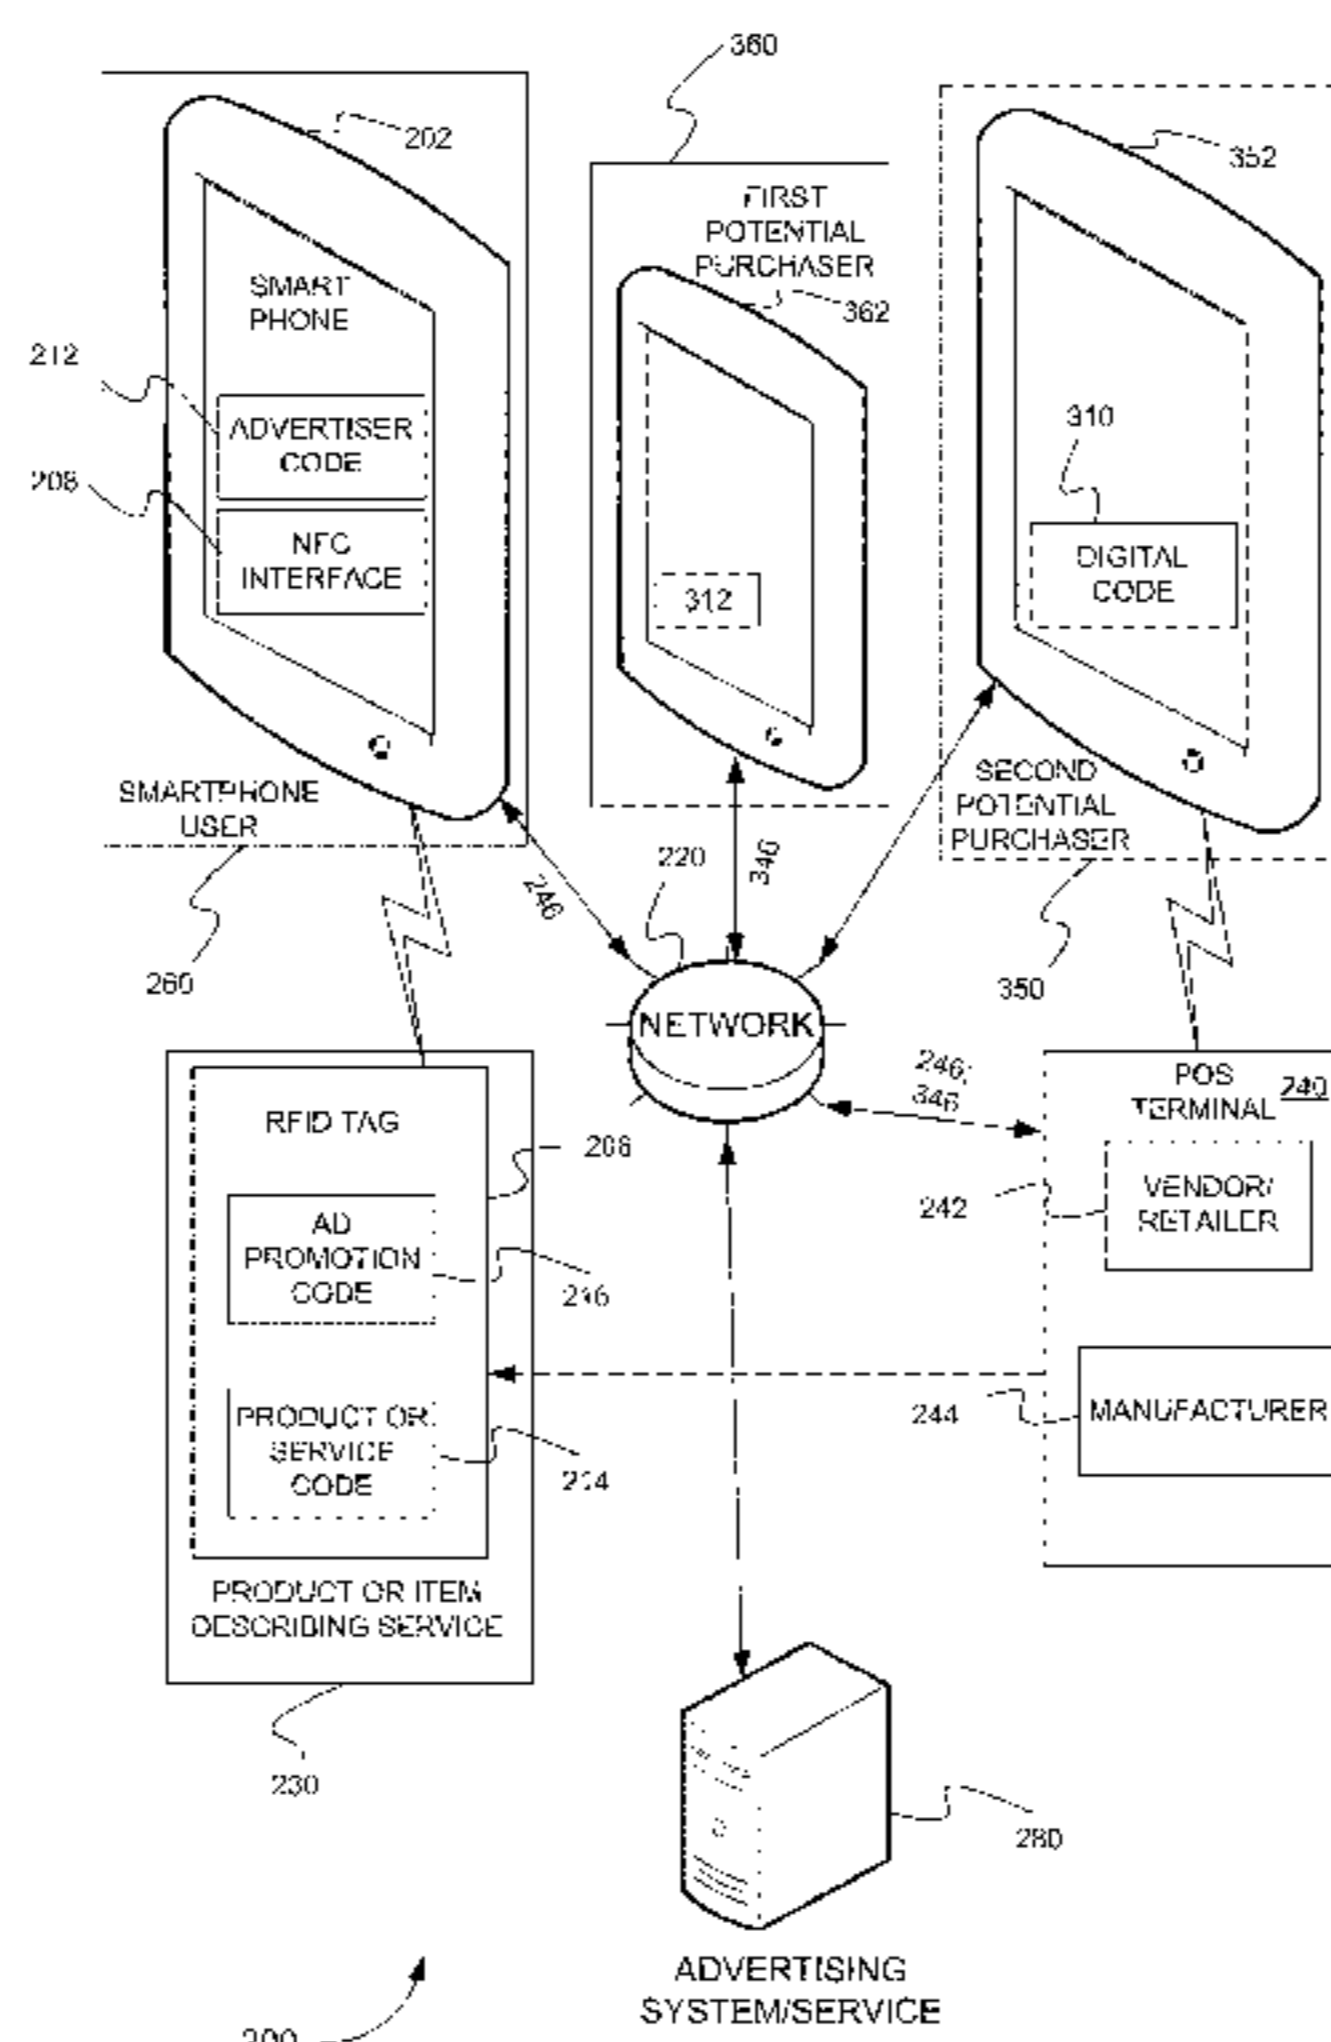 360
202
352
FIRST
POTENTIAL
PURCHASER
SMART
PHONE
362
212
ADVERTISER
CODE
310
208
NFC
INTERFACE
DIGITAL
CODE
312
SMARTPHONE
USER
SECOND
POTENTIAL
PURCHASER
220
246
346
260
350
NETWORK
246,
346
POS
TERMINAL
240
RFID TAG
206
VENDOR/
RETAILER
242
AD
PROMOTION
CODE
216
MANUFACTURER
244
PRODUCT OR
SERVICE
CODE
214
PRODUCT OR ITEM
DESCRIBING SERVICE
230
280
ADVERTISING
SYSTEM/SERVICE